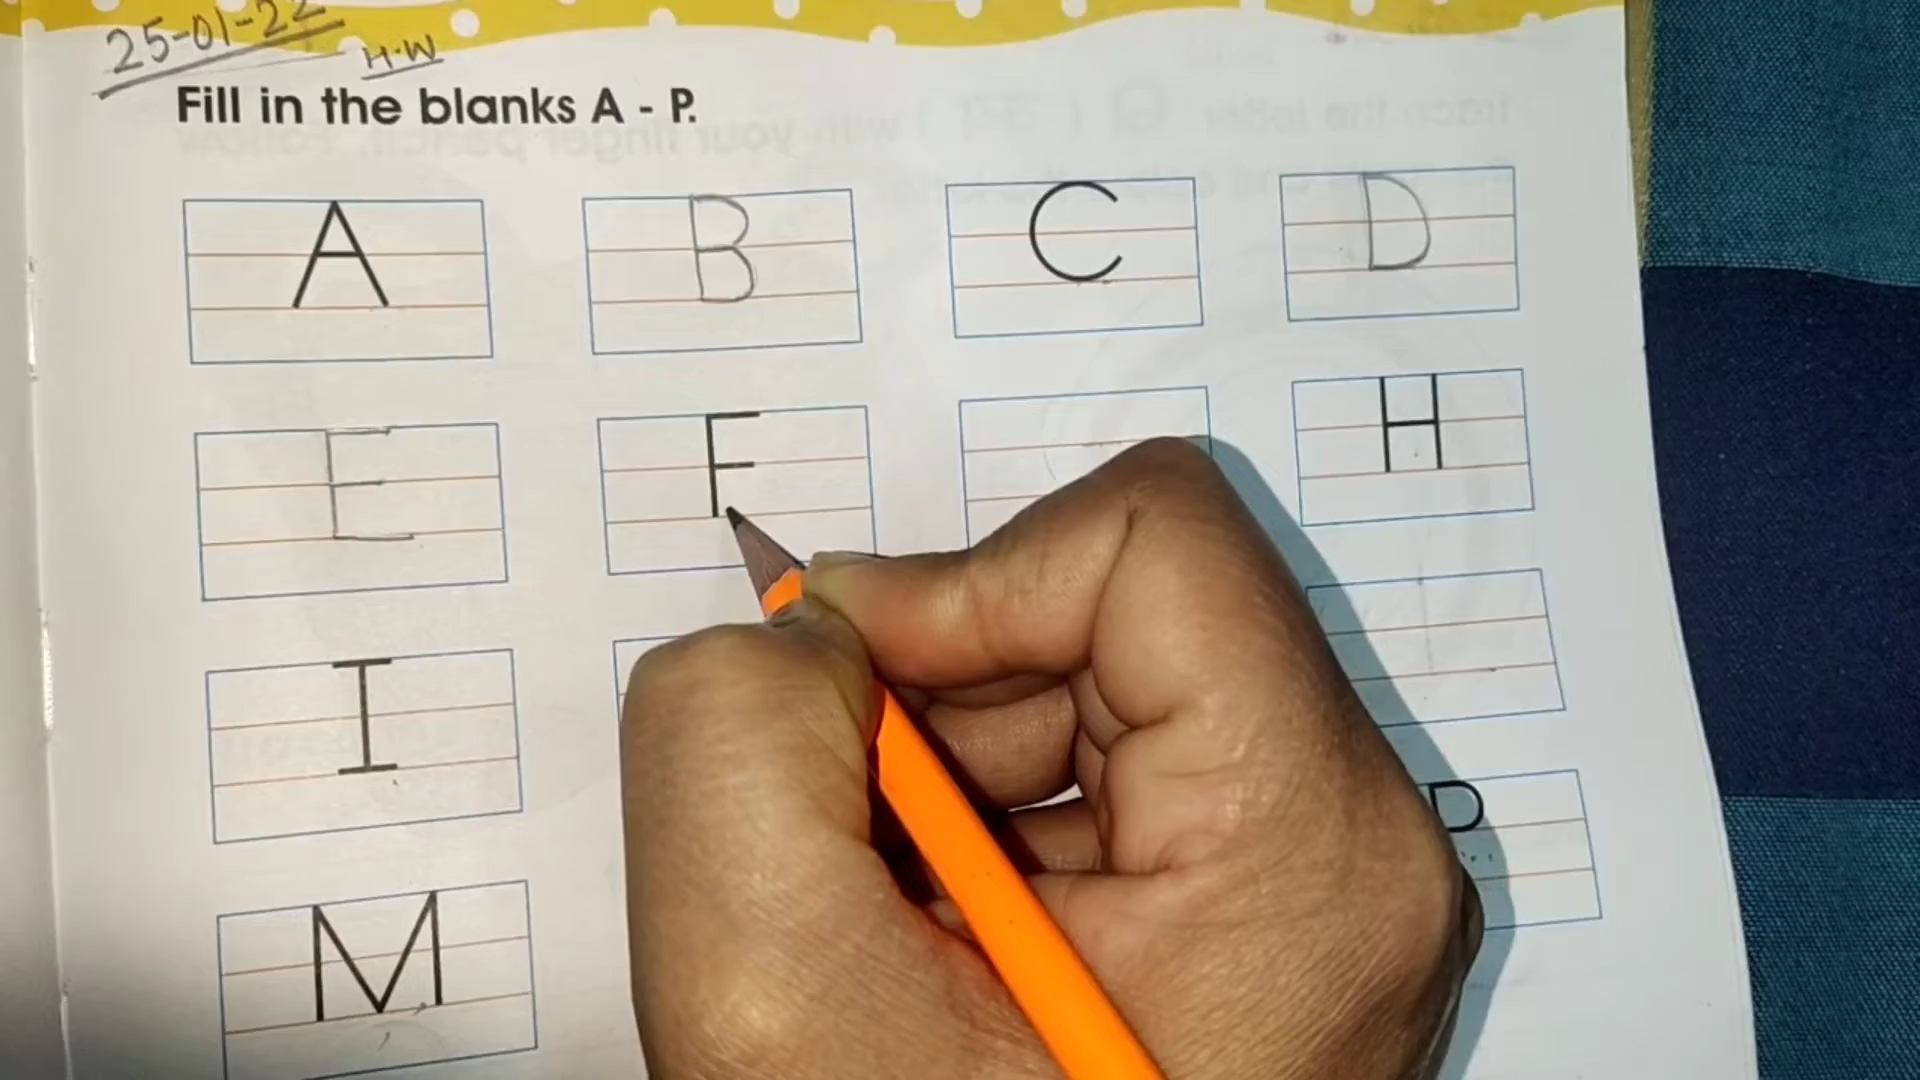 25-01-22
H.W
Fill in the blanks A - P.
A B C D
E F H
I
P
M